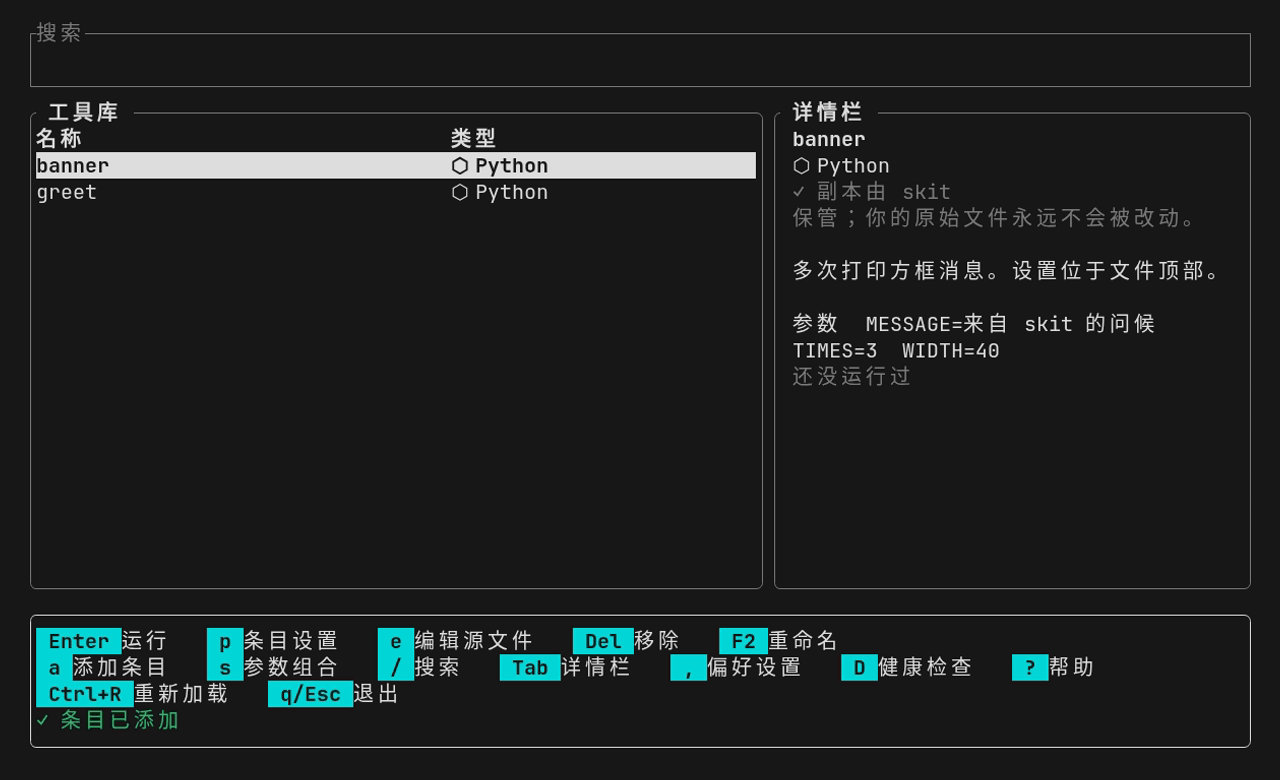 搜索
工具库
名称 类型
banner ⬡ Python
greet ⬡ Python
详情栏
banner
⬡ Python
✓ 副本由 skit
保管；你的原始文件永远不会被改动。
多次打印方框消息。设置位于文件顶部。
参数 MESSAGE=来自 skit 的问候
TIMES=3 WIDTH=40
还没运行过
Enter 运行 p 条目设置 e 编辑源文件 Del 移除 F2 重命名
a 添加条目 s 参数组合 / 搜索 Tab 详情栏 , 偏好设置 D 健康检查 ? 帮助
Ctrl+R 重新加载 q/Esc 退出
✓ 条目已添加